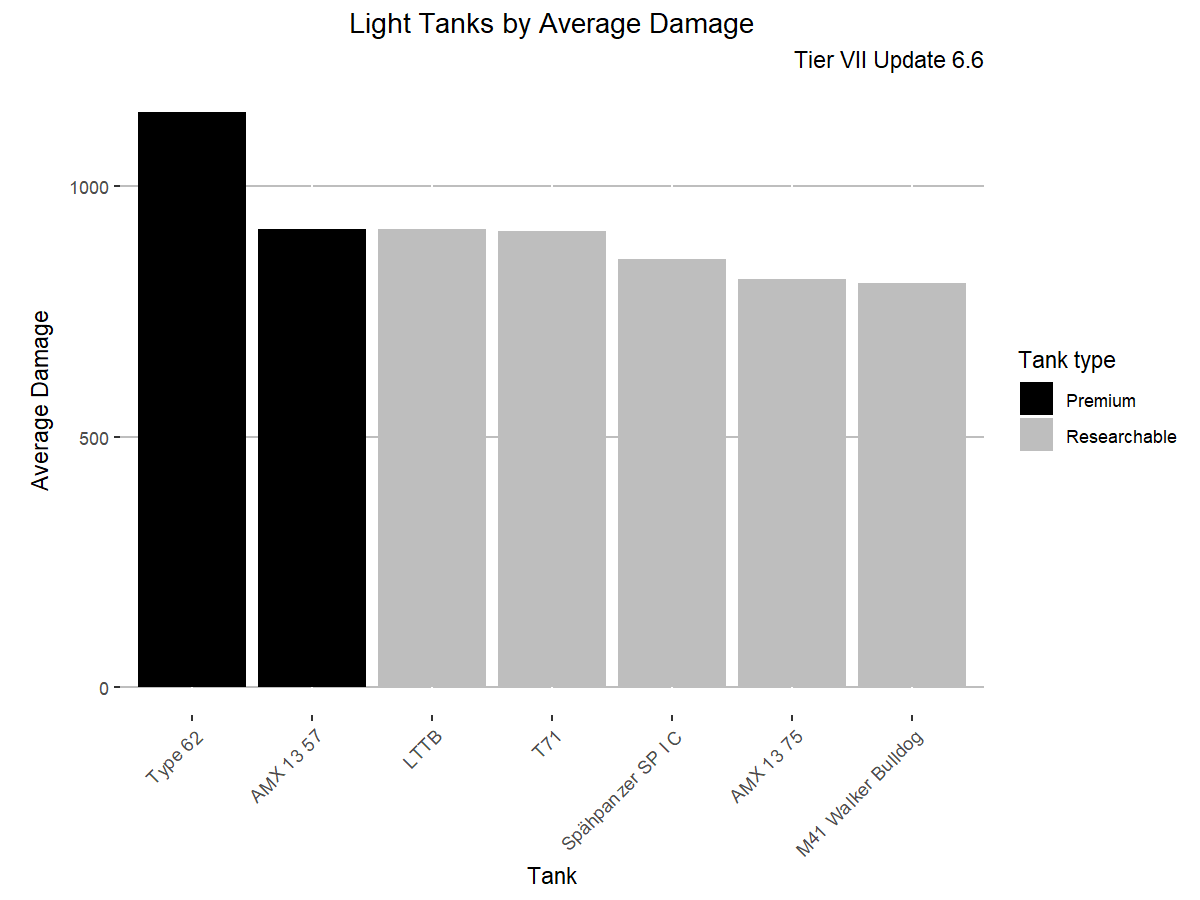 Light Tanks by Average Damage
Tier VII Update 6.6
Average Damage
1000
500
0
Type 62
AMX 13 57
LTTB
T71
Spähpanzer SP I C
AMX 13 75
M41 Walker Bulldog
Tank
Tank type
Premium
Researchable